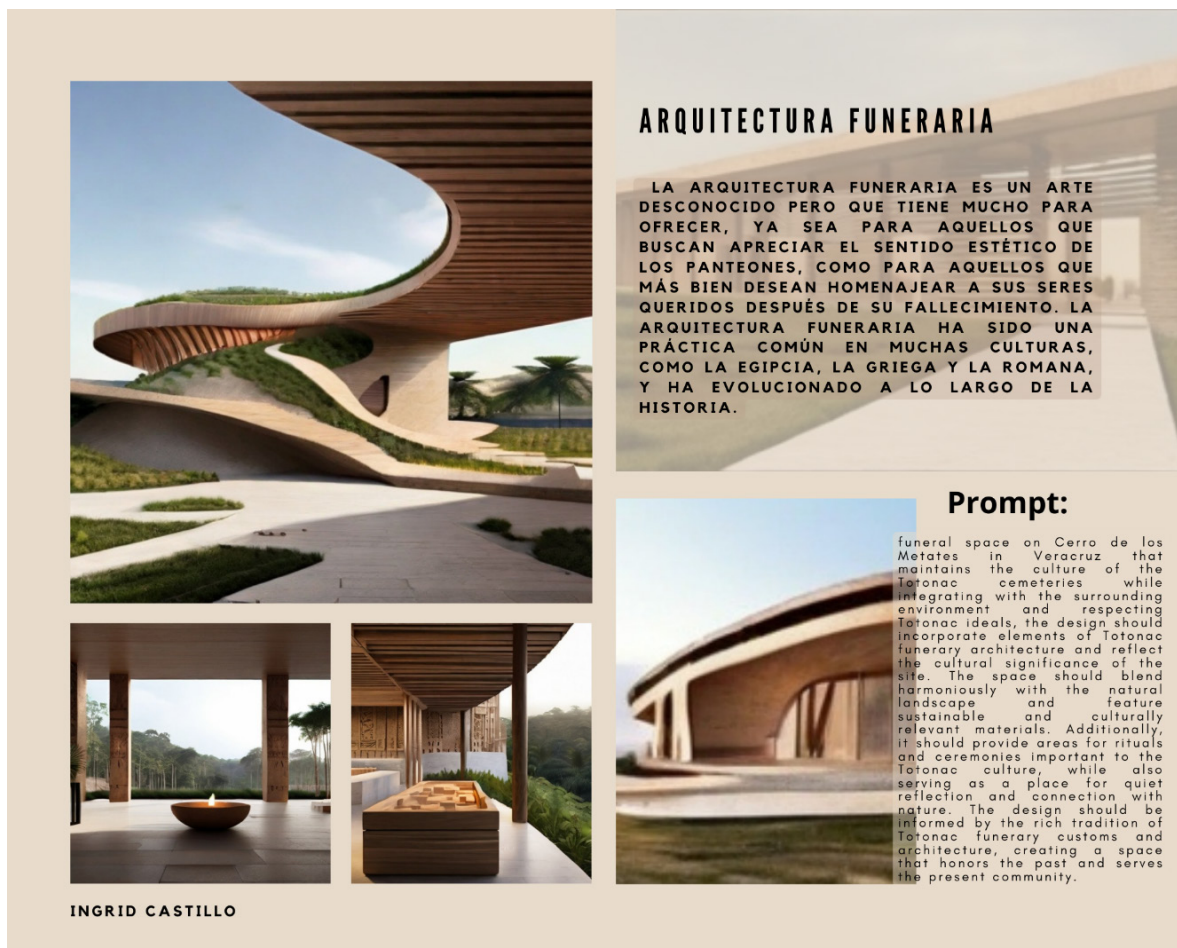 ARQUITECTURA FUNERARIA
LA ARQUITECTURA FUNERARIA ES UN ARTE
DESCONOCIDO PERO QUE TIENE MUCHO PARA
OFRECER, YA SEA PARA AQUELLOS QUE
BUSCAN APRECIAR EL SENTIDO ESTÉTICO DE
LOS PANTEONES, COMO PARA AQUELLOS QUE
MÁS BIEN DESEAN HOMENAJEAR A SUS SERES
QUERIDOS DESPUÉS DE SU FALLECIMIENTO. LA
ARQUITECTURA FUNERARIA HA SIDO UNA
PRÁCTICA COMÚN EN MUCHAS CULTURAS,
COMO LA EGIPCIA, LA GRIEGA Y LA ROMANA,
Y HA EVOLUCIONADO A LO LARGO DE LA
HISTORIA.
Prompt:
funeral space on Cerro de los
Metates in Veracruz that
maintains the culture of the
Totonac cemeteries while
integrating with the surrounding
environment and respecting
Totonac ideals, the design should
incorporate elements of Totonac
funerary architecture and reflect
the cultural significance of the
site. The space should blend
harmoniously with the natural
landscape and feature
sustainable and culturally
relevant materials. Additionally,
it should provide areas for rituals
and ceremonies important to the
Totonac culture, while also
serving as a place for quiet
reflection and connection with
nature. The design should be
informed by the rich tradition of
Totonac funerary customs and
architecture, creating a space
that honors the past and serves
the present community.
INGRID CASTILLO